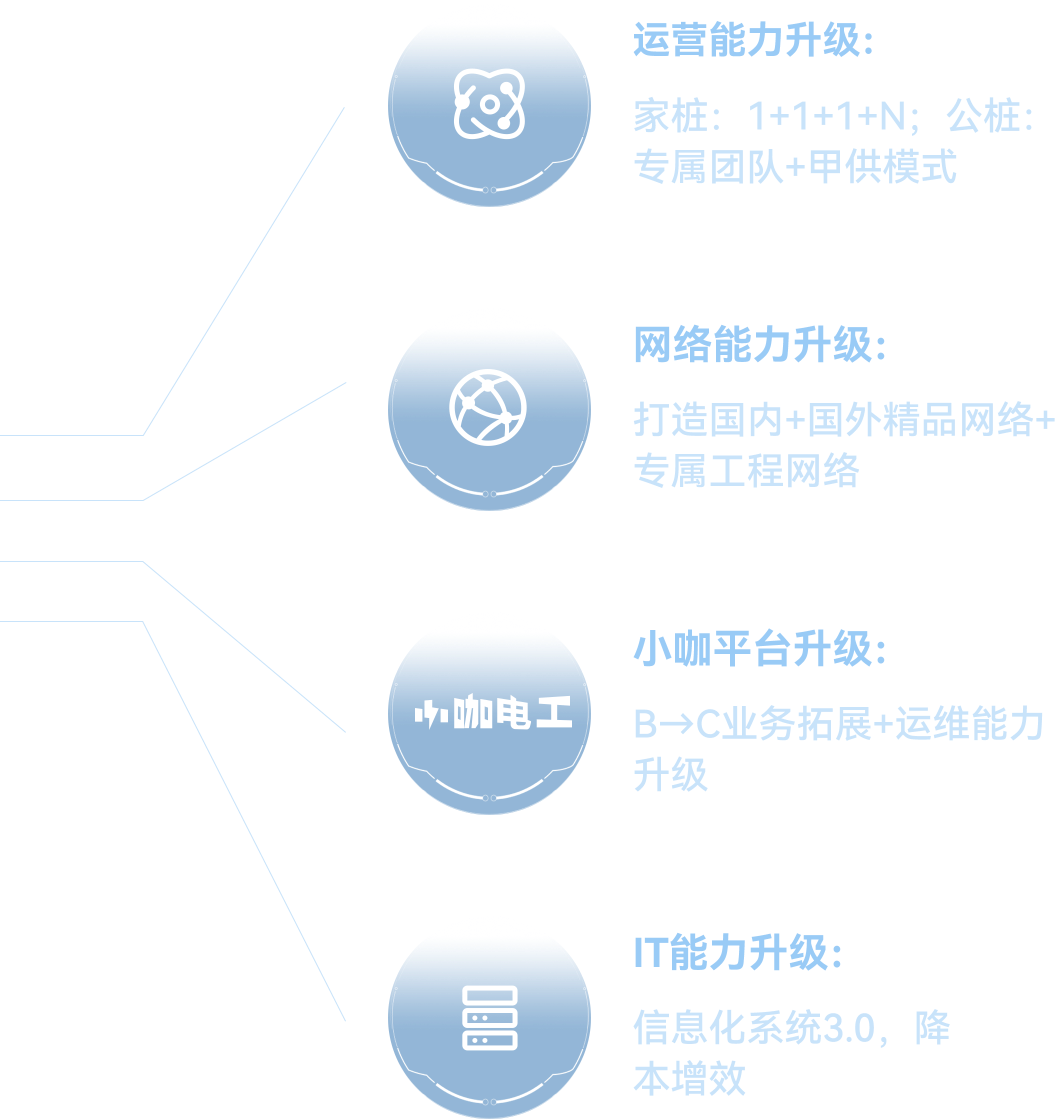 运营能力升级：
家桩：1+1+1+N；公桩：
专属团队+甲供模式
网络能力升级：
打造国内+国外精品网络+
专属工程网络
小咖电工
小咖平台升级：
B→C业务拓展+运维能力
升级
IT能力升级：
信息化系统3.0，降
本增效